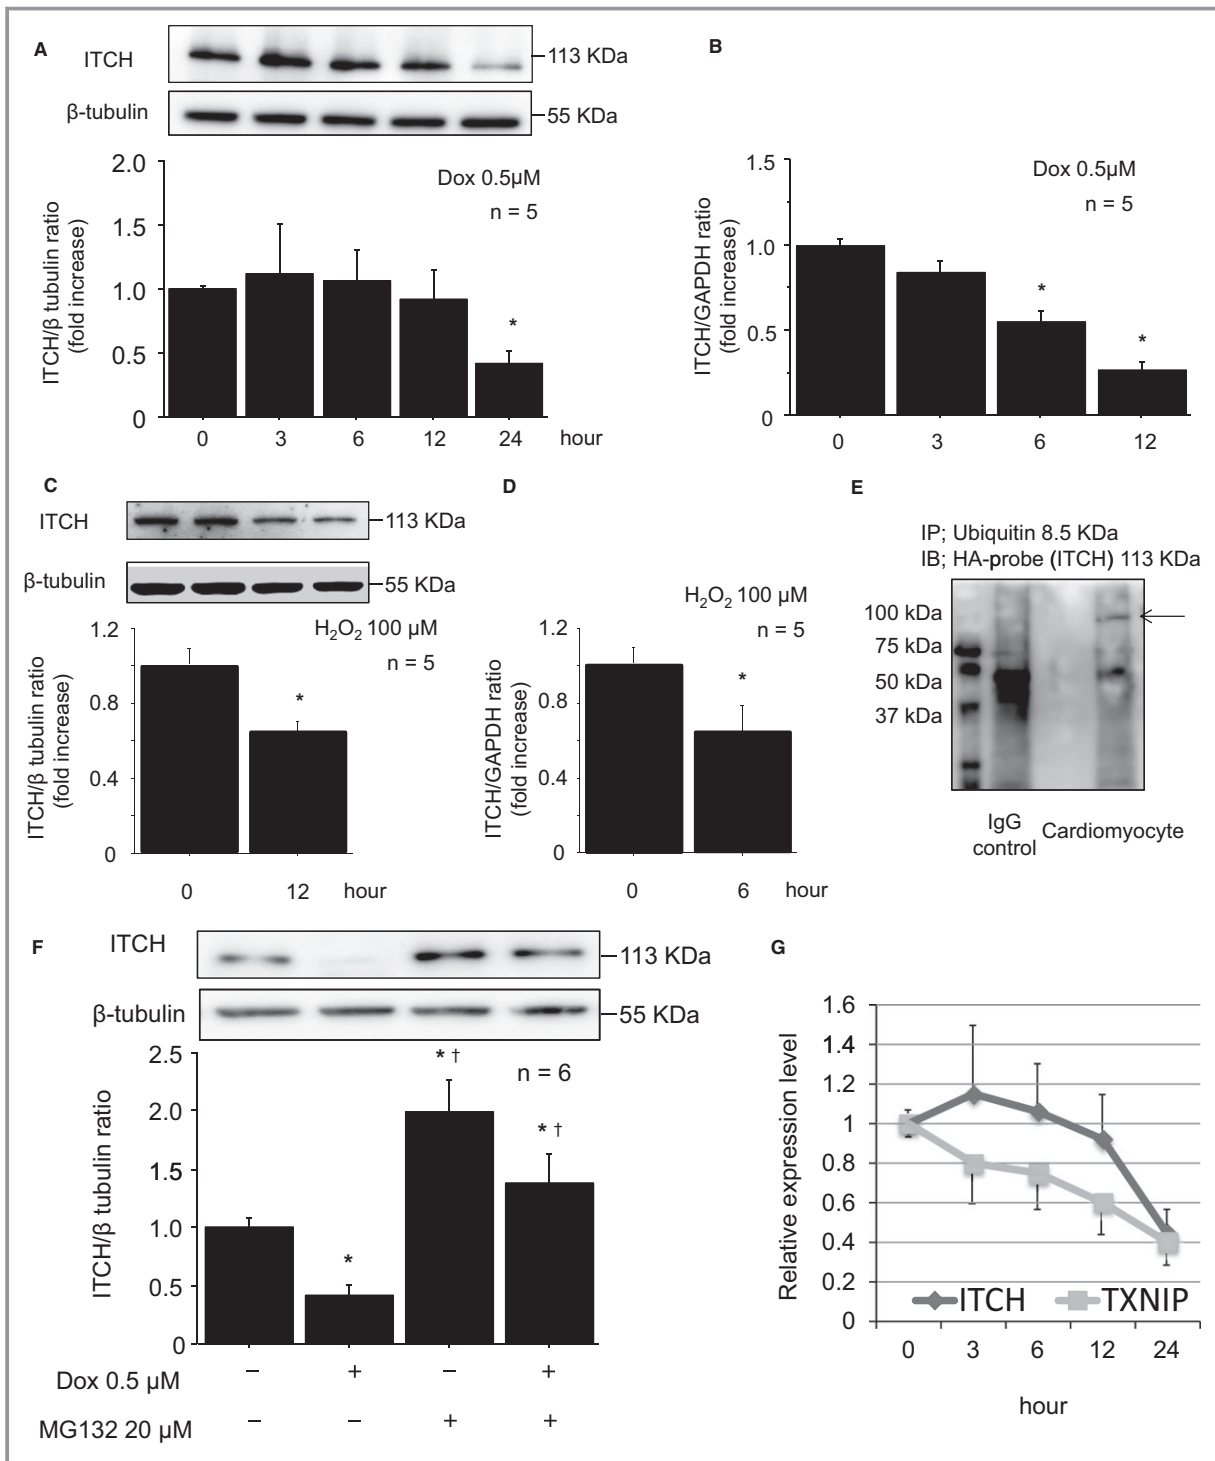 A
ITCH
113 KDa
β-tubulin
55 KDa
2.0
1.5
1.0
0.5
0
ITCH/β tubulin ratio
(fold increase)
Dox 0.5µM
n = 5
*
0 3 6 12 24 hour
B
1.5
1.0
0.5
0
ITCH/GAPDH ratio
(fold increase)
Dox 0.5µM
n = 5
*
*
0 3 6 12
C
ITCH
113 KDa
β-tubulin
55 KDa
1.2
0.8
0.4
0
ITCH/β tubulin ratio
(fold increase)
H₂O₂ 100 µM
n = 5
*
0 12 hour
D
H₂O₂ 100 µM
n = 5
1.2
0.8
0.4
0
ITCH/GAPDH ratio
(fold increase)
*
0 6 hour
E
IP; Ubiquitin 8.5 KDa
IB; HA-probe (ITCH) 113 KDa
100 kDa
75 kDa
50 kDa
37 kDa
IgG
control
Cardiomyocyte
F
ITCH
113 KDa
β-tubulin
55 KDa
2.5
2.0
1.5
1.0
0.5
0
ITCH/β tubulin ratio
n = 6
*
* †
* †
Dox 0.5 µM − + − +
MG132 20 µM − − + +
G
1.6
1.4
1.2
1
0.8
0.6
0.4
0.2
0
Relative expression level
ITCH TXNIP
0 3 6 12 24
hour